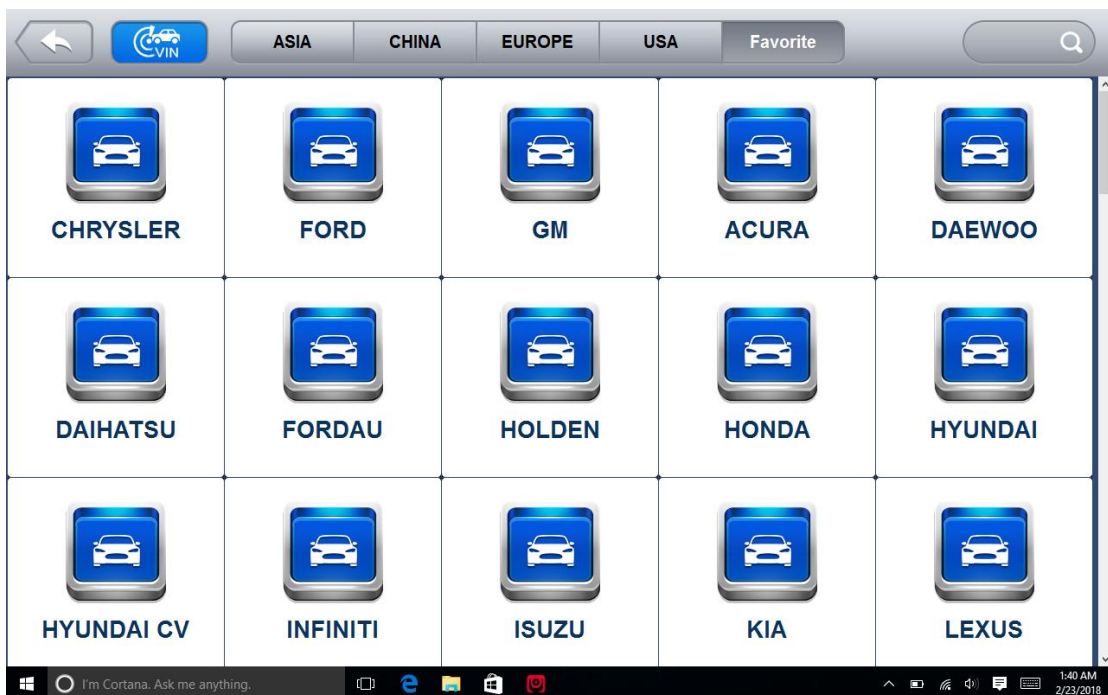 VIN ASIA CHINA EUROPE USA Favorite
CHRYSLER FORD GM ACURA DAEWOO
DAIHATSU FORDAU HOLDEN HONDA HYUNDAI
HYUNDAI CV INFINITI ISUZU KIA LEXUS
I'm Cortana. Ask me anything.
1:40 AM
2/23/2018